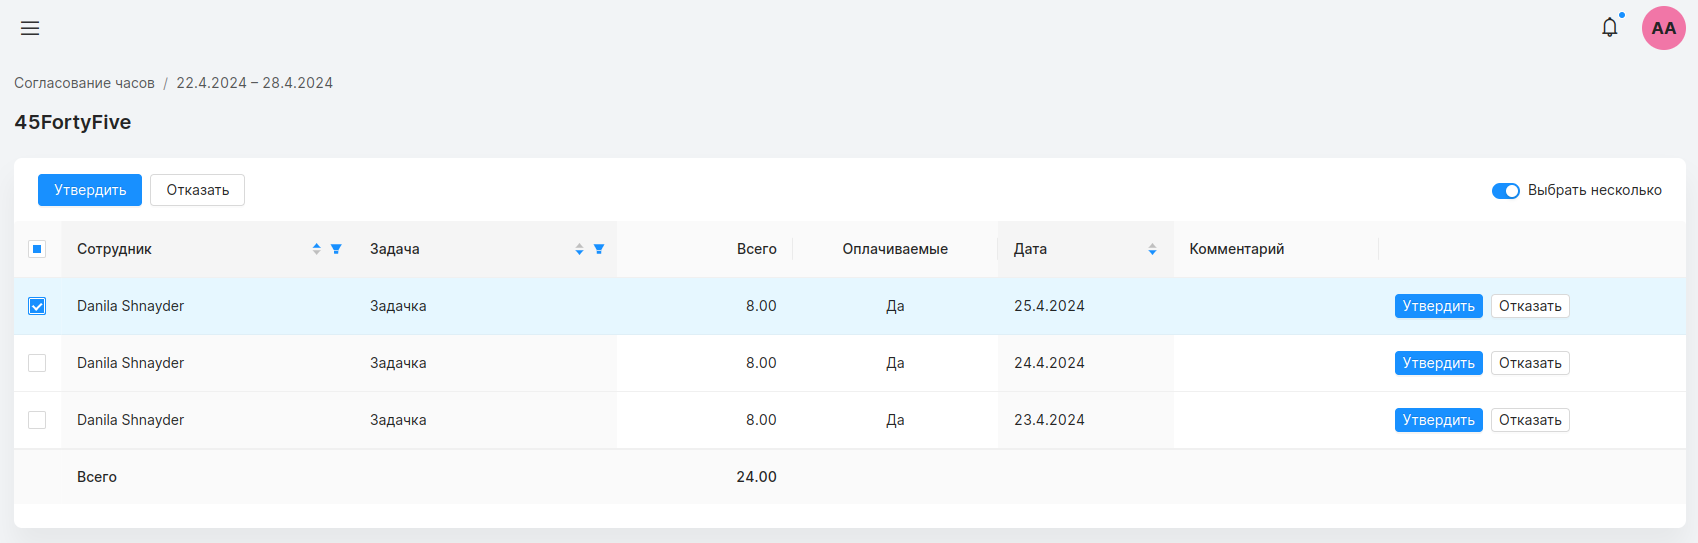 AA
Согласование часов / 22.4.2024 – 28.4.2024
45FortyFive
Утвердить Отказать Выбрать несколько
Сотрудник Задача Всего Оплачиваемые Дата Комментарий
Danila Shnayder Задачка 8.00 Да 25.4.2024 Утвердить Отказать
Danila Shnayder Задачка 8.00 Да 24.4.2024 Утвердить Отказать
Danila Shnayder Задачка 8.00 Да 23.4.2024 Утвердить Отказать
Всего 24.00